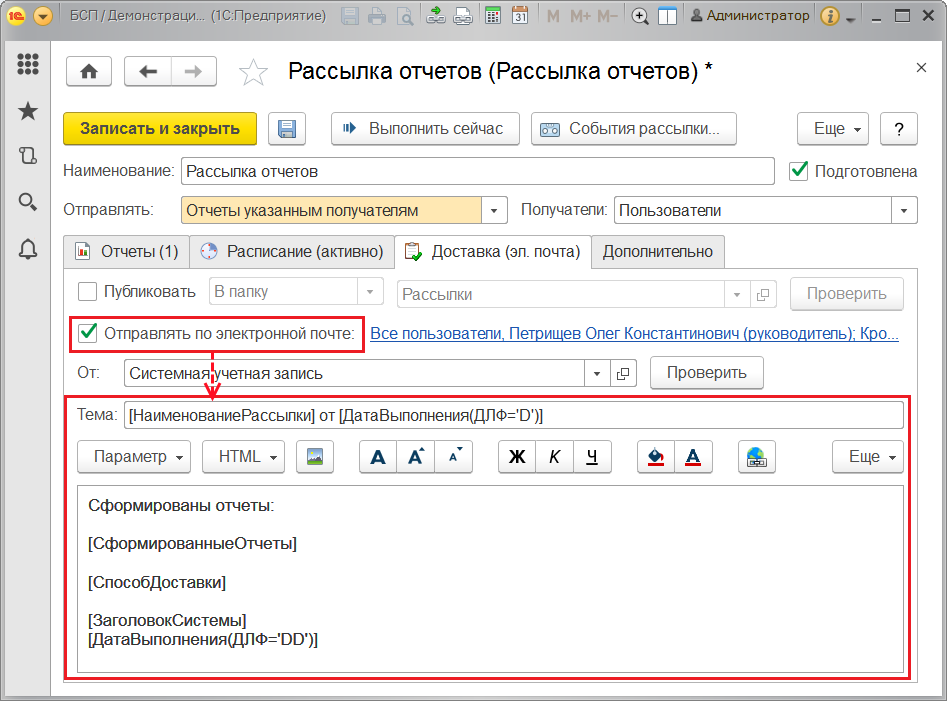 БСП / Демонстраци... (1С:Предприятие) M M+ M- 31 Администратор
Рассылка отчетов (Рассылка отчетов) *
Записать и закрыть Выполнить сейчас События рассылки... Еще ?
Наименование: Рассылка отчетов Подготовлена
Отправлять: Отчеты указанным получателям Получатели: Пользователи
Отчеты (1) Расписание (активно) Доставка (эл. почта) Дополнительно
Публиковать В папку Рассылки Проверить
Отправлять по электронной почте: Все пользователи, Петрищев Олег Константинович (руководитель); Кро...
От: Системная учетная запись Проверить
Тема: [НаименованиеРассылки] от [ДатаВыполнения(ДЛФ='D')]
Параметр HTML А А А Ж К Ч А Еще
Сформированы отчеты:
[СформированныеОтчеты]
[СпособДоставки]
[ЗаголовокСистемы]
[ДатаВыполнения(ДЛФ='DD')]